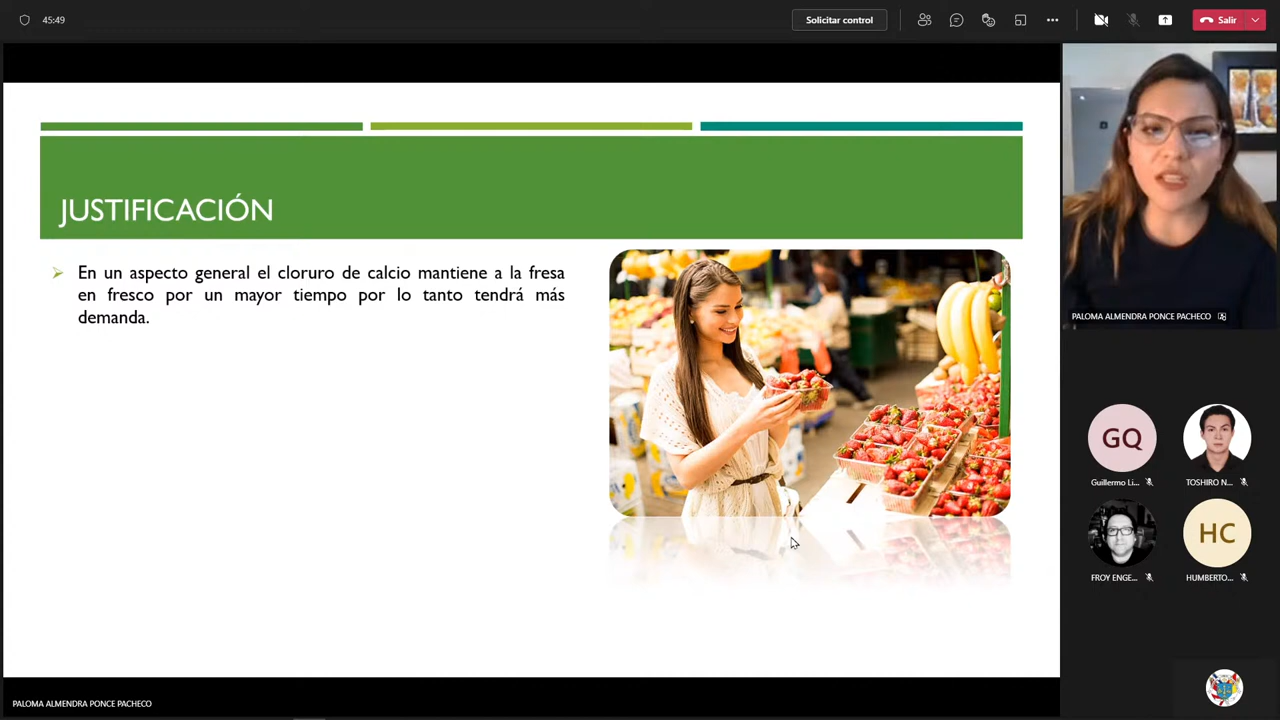 45:49
Solicitar control
Salir
JUSTIFICACIÓN
En un aspecto general el cloruro de calcio mantiene a la fresa
en fresco por un mayor tiempo por lo tanto tendrá más
demanda.
PALOMA ALMENDRA PONCE PACHECO
GQ
Guillermo Li...
TOSHIRO N...
FROY ENGE...
HC
HUMBERTO...
PALOMA ALMENDRA PONCE PACHECO